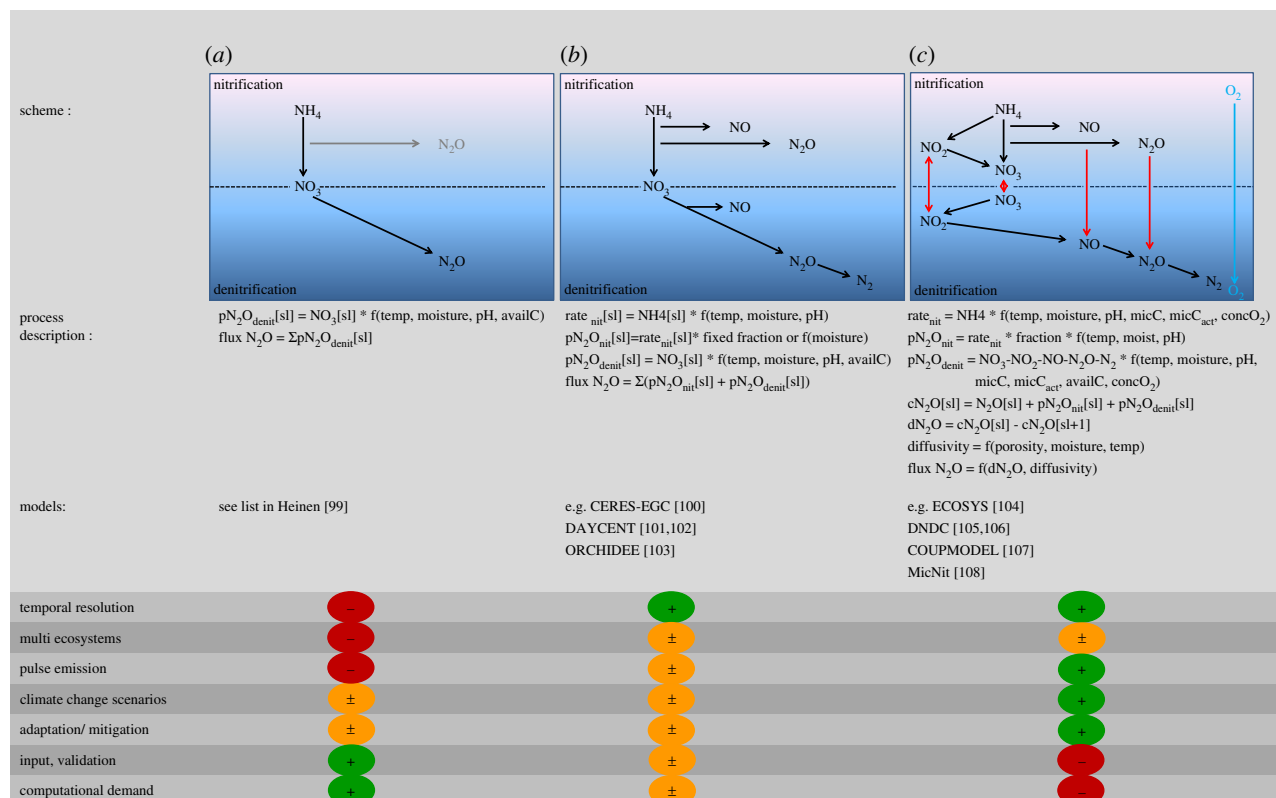 (a) (b) (c)
scheme :
nitrification
NH4
N2O
NO3
N2O
denitrification
nitrification
NH4
NO
N2O
NO3
NO
N2O
N2
denitrification
nitrification
O2
NH4
NO
NO2
N2O
NO3
NO3
NO2
NO
N2O
N2
O2
denitrification
process
description :
pN2Odenit[sl] = NO3[sl] * f(temp, moisture, pH, availC)
flux N2O = ΣpN2Odenit[sl]
rate nit[sl] = NH4[sl] * f(temp, moisture, pH)
pN2Onit[sl]=ratenit[sl]* fixed fraction or f(moisture)
pN2Odenit[sl] = NO3[sl] * f(temp, moisture, pH, availC)
flux N2O = Σ(pN2Onit[sl] + pN2Odenit[sl])
ratenit = NH4 * f(temp, moisture, pH, micC, micCact, concO2)
pN2Onit = ratenit * fraction * f(temp, moist, pH)
pN2Odenit = NO3-NO2-NO-N2O-N2 * f(temp, moisture, pH,
micC, micCact, availC, concO2)
cN2O[sl] = N2O[sl] + pN2Onit[sl] + pN2Odenit[sl]
dN2O = cN2O[sl] - cN2O[sl+1]
diffusivity = f(porosity, moisture, temp)
flux N2O = f(dN2O, diffusivity)
models:
see list in Heinen [99]
e.g. CERES-EGC [100]
DAYCENT [101,102]
ORCHIDEE [103]
e.g. ECOSYS [104]
DNDC [105,106]
COUPMODEL [107]
MicNit [108]
temporal resolution – + +
multi ecosystems – ± ±
pulse emission – ± +
climate change scenarios ± ± +
adaptation/ mitigation ± ± +
input, validation + ± –
computational demand + ± –